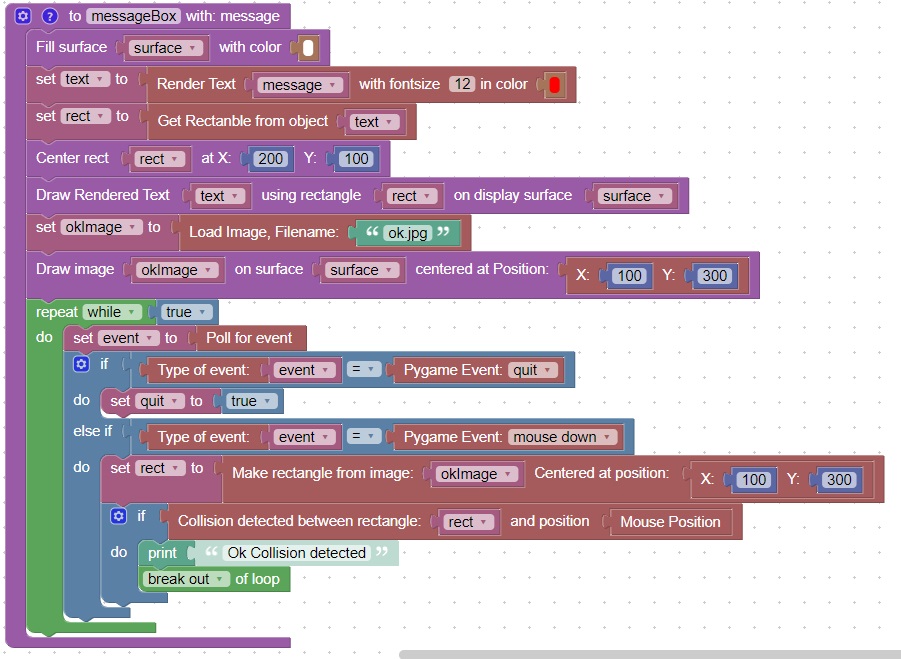 to messageBox with: message
Fill surface surface with color
set text to Render Text message with fontsize 12 in color
set rect to Get Rectanble from object text
Center rect rect at X: 200 Y: 100
Draw Rendered Text text using rectangle rect on display surface surface
set okImage to Load Image, Filename: “ ok.jpg ”
Draw image okImage on surface surface centered at Position: X: 100 Y: 300
repeat while true
do set event to Poll for event
if Type of event: event = Pygame Event: quit
do set quit to true
else if Type of event: event = Pygame Event: mouse down
do set rect to Make rectangle from image: okImage Centered at position: X: 100 Y: 300
if Collision detected between rectangle: rect and position Mouse Position
do print “ Ok Collision detected ”
break out of loop